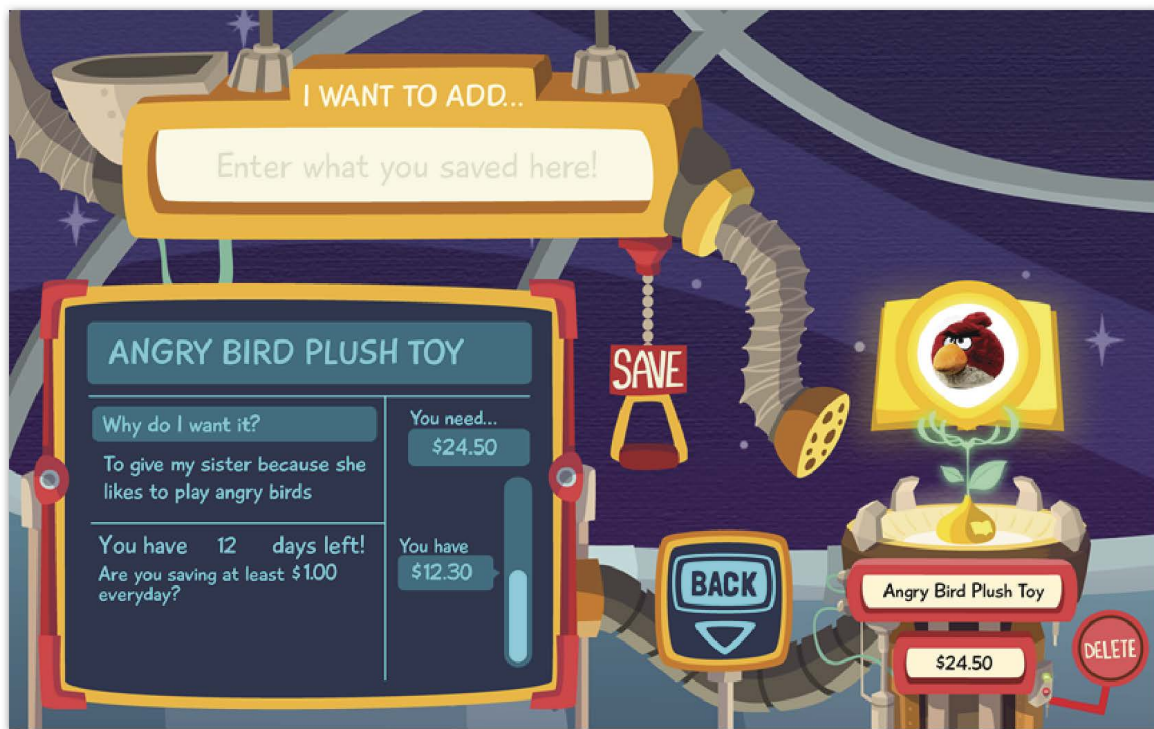 I WANT TO ADD...
Enter what you saved here!
ANGRY BIRD PLUSH TOY
Why do I want it?
To give my sister because she
likes to play angry birds
You have 12 days left!
Are you saving at least $1.00
everyday?
You need...
$24.50
You have
$12.30
SAVE
BACK
Angry Bird Plush Toy
$24.50
DELETE